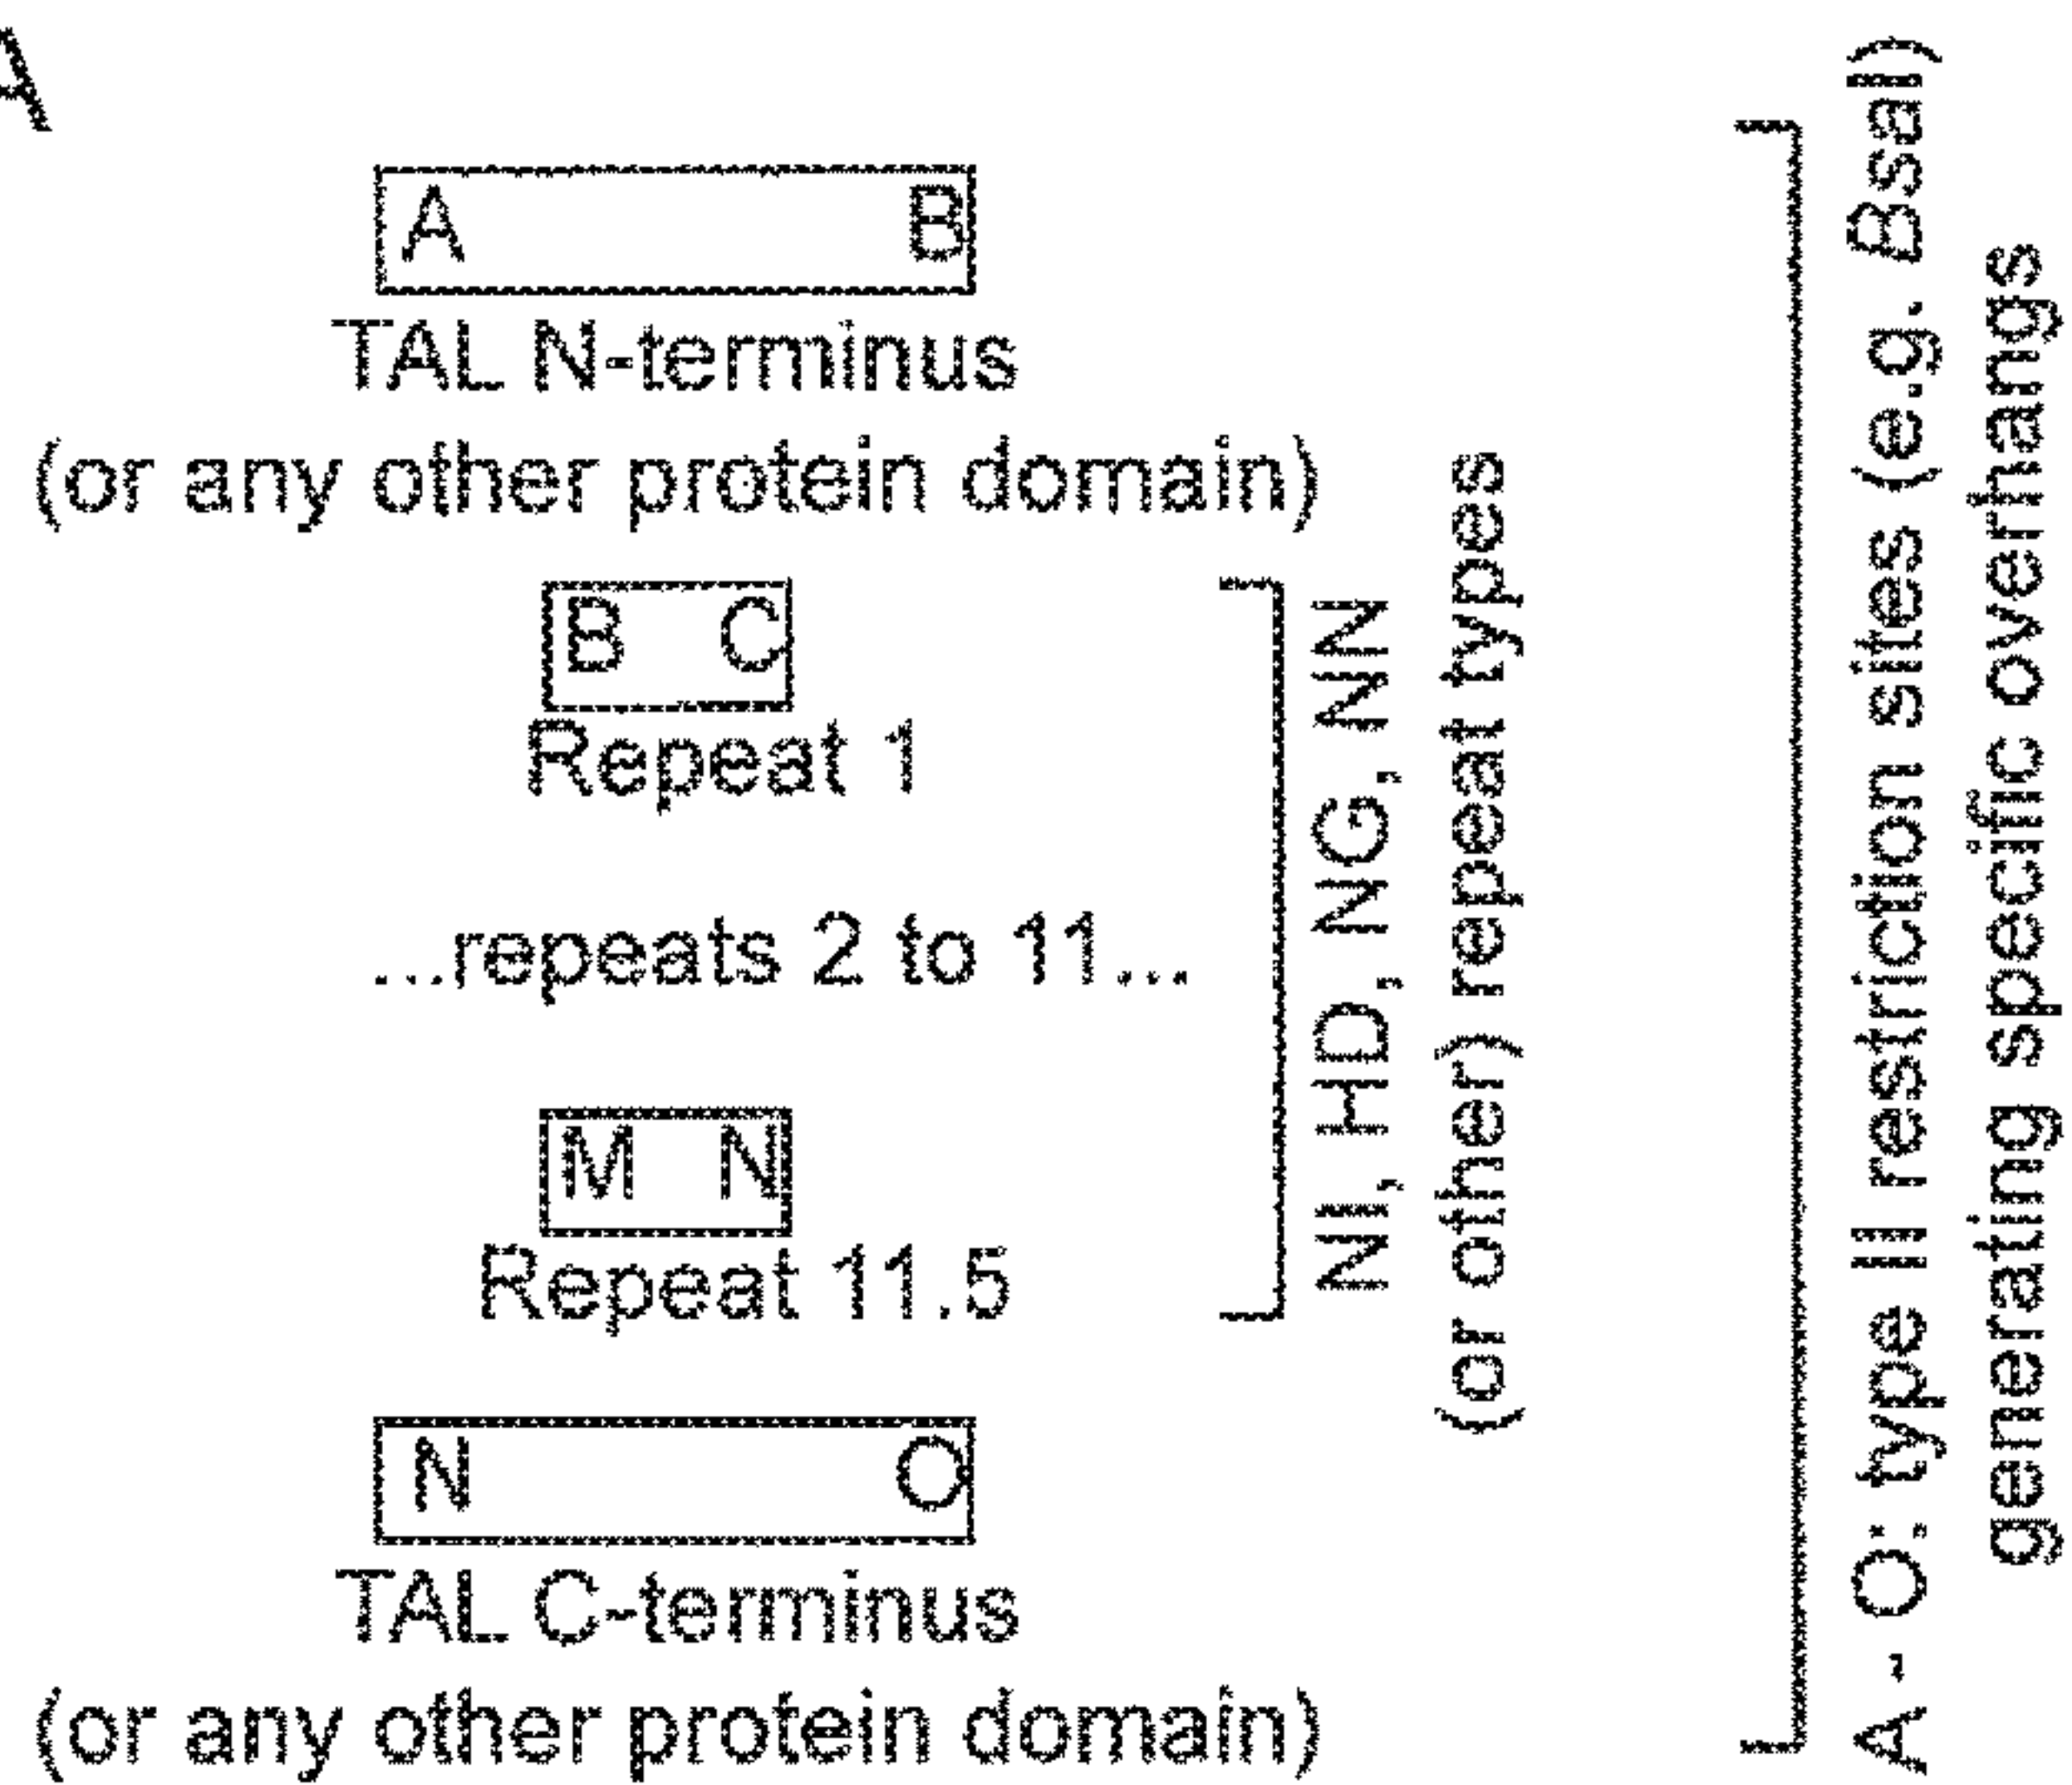 A
A B
TAL N-terminus
(or any other protein domain)
B C
Repeat 1
...repeats 2 to 11...
M N
Repeat 11.5
N O
TAL C-terminus
(or any other protein domain)
NI, HD, NG, NN
(or other) repeat types
A - O: type II restriction sites (e.g. BsaI)
generating specific overhangs